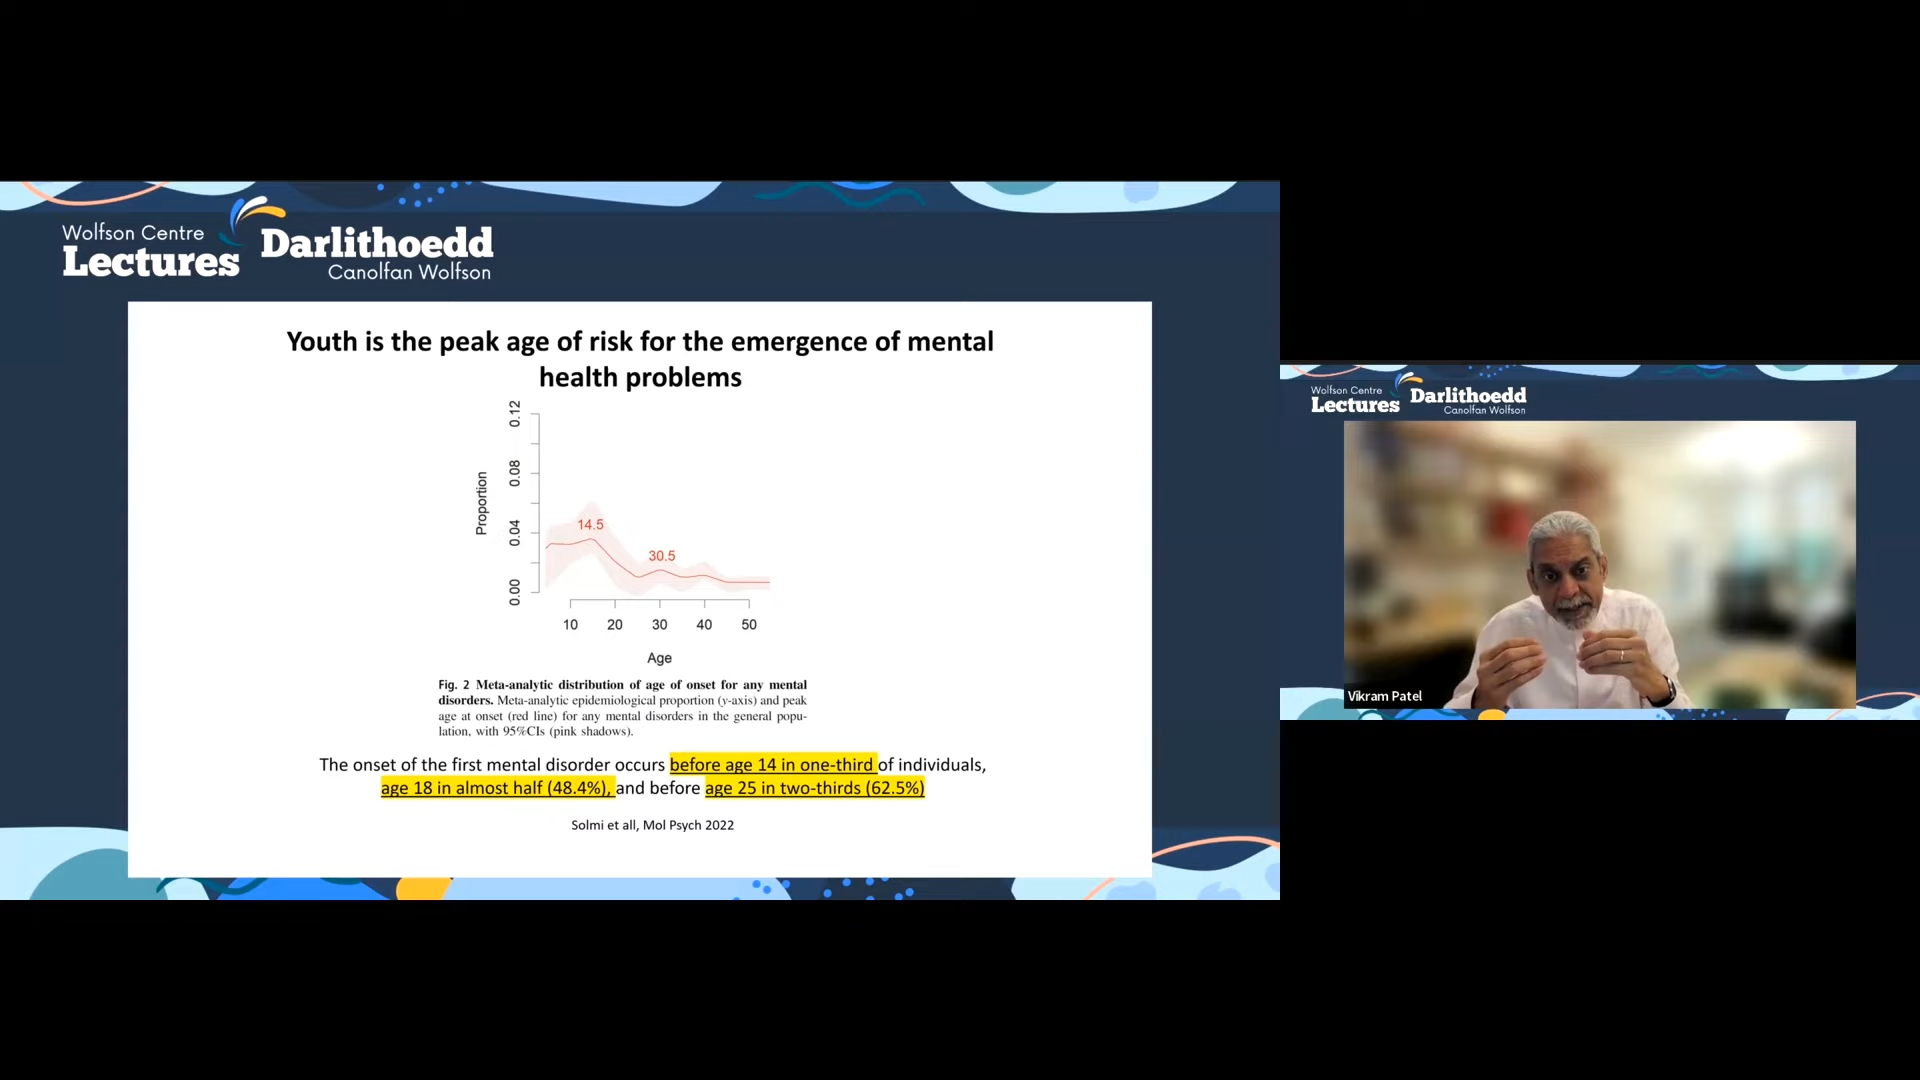 Wolfson Centre
Lectures
Darlithoedd
Canolfan Wolfson
Youth is the peak age of risk for the emergence of mental
health problems
0.12
0.08
0.04
0.00
Proportion
14.5
30.5
10 20 30 40 50
Age
Fig. 2 Meta-analytic distribution of age of onset for any mental
disorders. Meta-analytic epidemiological proportion (y-axis) and peak
age at onset (red line) for any mental disorders in the general popu-
lation, with 95%CIs (pink shadows).
The onset of the first mental disorder occurs before age 14 in one-third of individuals,
age 18 in almost half (48.4%), and before age 25 in two-thirds (62.5%)
Solmi et all, Mol Psych 2022
Wolfson Centre
Lectures
Darlithoedd
Canolfan Wolfson
Vikram Patel